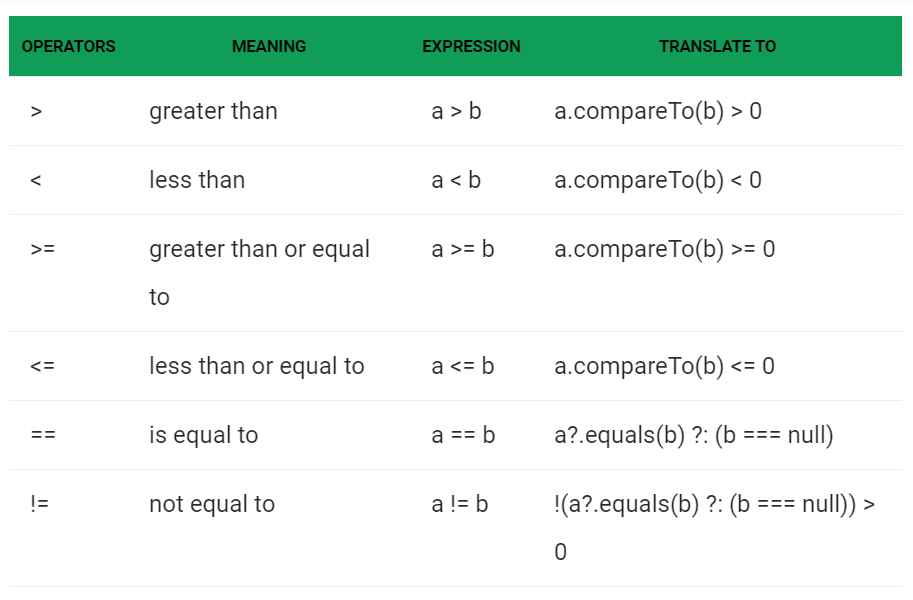 OPERATORS MEANING EXPRESSION TRANSLATE TO
> greater than a > b a.compareTo(b) > 0
< less than a < b a.compareTo(b) < 0
>= greater than or equal a >= b a.compareTo(b) >= 0
to
<= less than or equal to a <= b a.compareTo(b) <= 0
== is equal to a == b a?.equals(b) ?: (b === null)
!= not equal to a != b !(a?.equals(b) ?: (b === null)) >
0